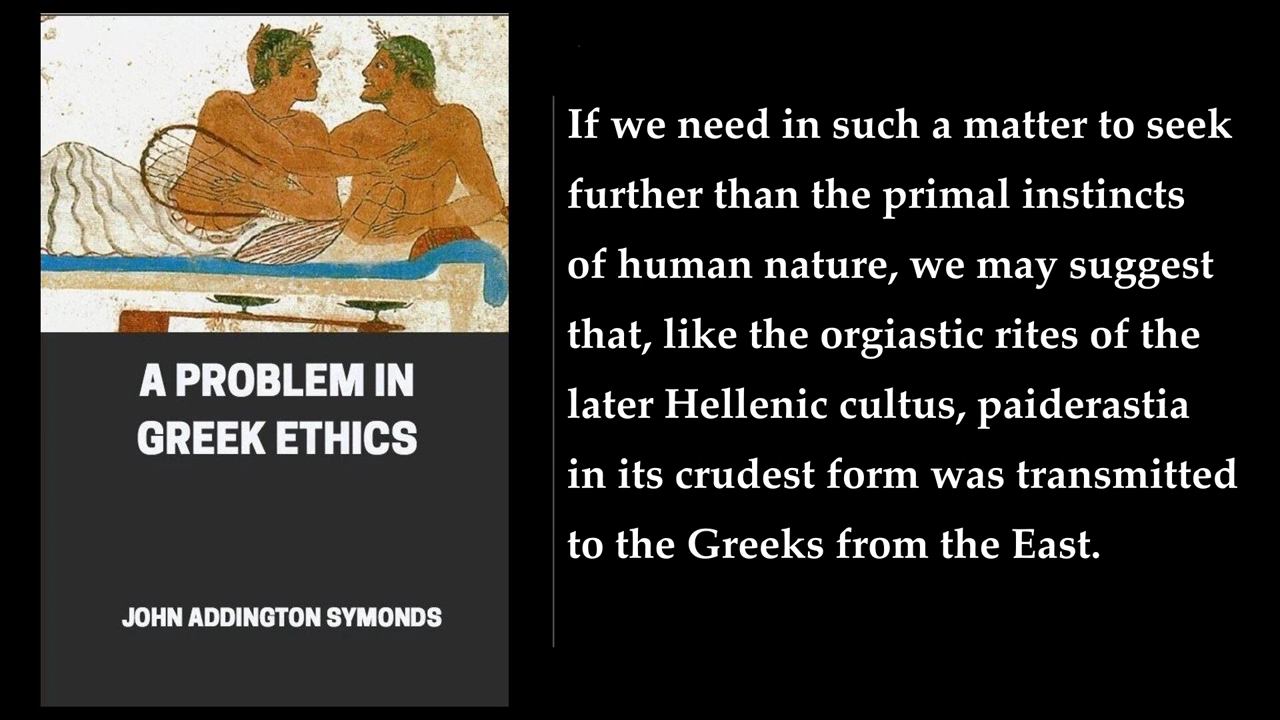 A PROBLEM IN
GREEK ETHICS
JOHN ADDINGTON SYMONDS
If we need in such a matter to seek
further than the primal instincts
of human nature, we may suggest
that, like the orgiastic rites of the
later Hellenic cultus, paiderastia
in its crudest form was transmitted
to the Greeks from the East.